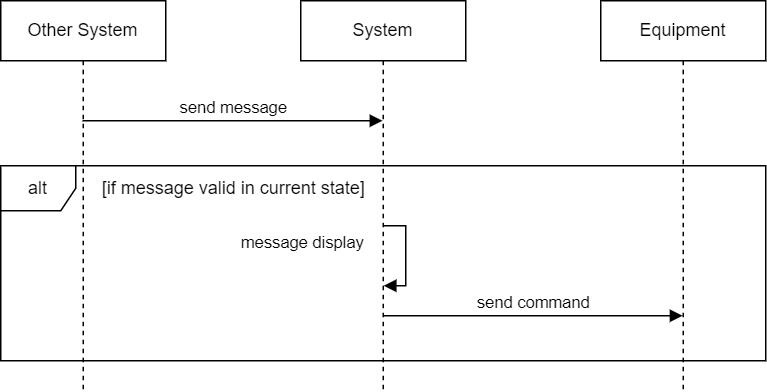 Other System
System
Equipment
send message
alt
[if message valid in current state]
message display
send command